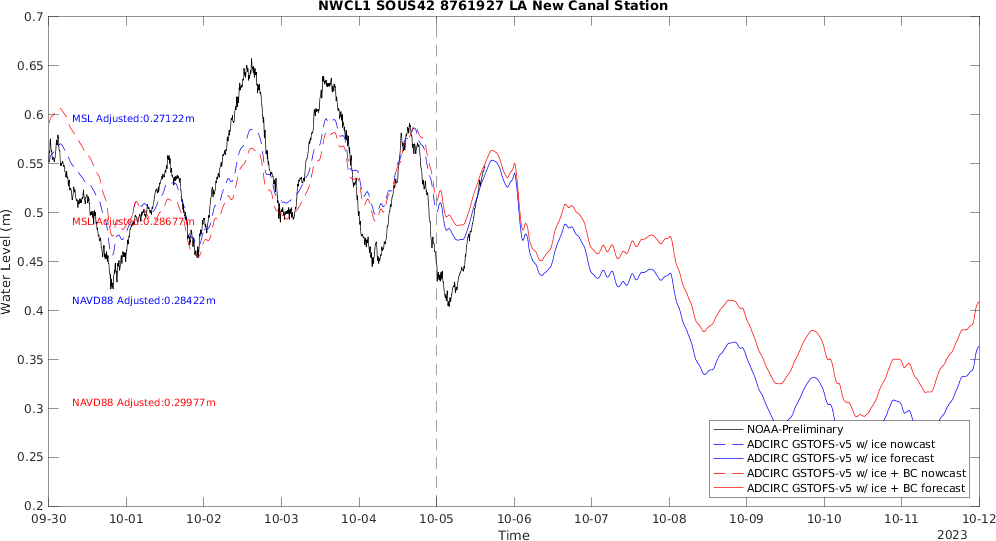 NWCL1 SOUS42 8761927 LA New Canal Station
Water Level (m)
0.7
0.65
0.6
0.55
0.5
0.45
0.4
0.35
0.3
0.25
0.2
MSL Adjusted:0.27122m
MSL Adjusted:0.28677m
NAVD88 Adjusted:0.28422m
NAVD88 Adjusted:0.29977m
NOAA-Preliminary
ADCIRC GSTOFS-v5 w/ ice nowcast
ADCIRC GSTOFS-v5 w/ ice forecast
ADCIRC GSTOFS-v5 w/ ice + BC nowcast
ADCIRC GSTOFS-v5 w/ ice + BC forecast
09-30 10-01 10-02 10-03 10-04 10-05 10-06 10-07 10-08 10-09 10-10 10-11 10-12
Time
2023